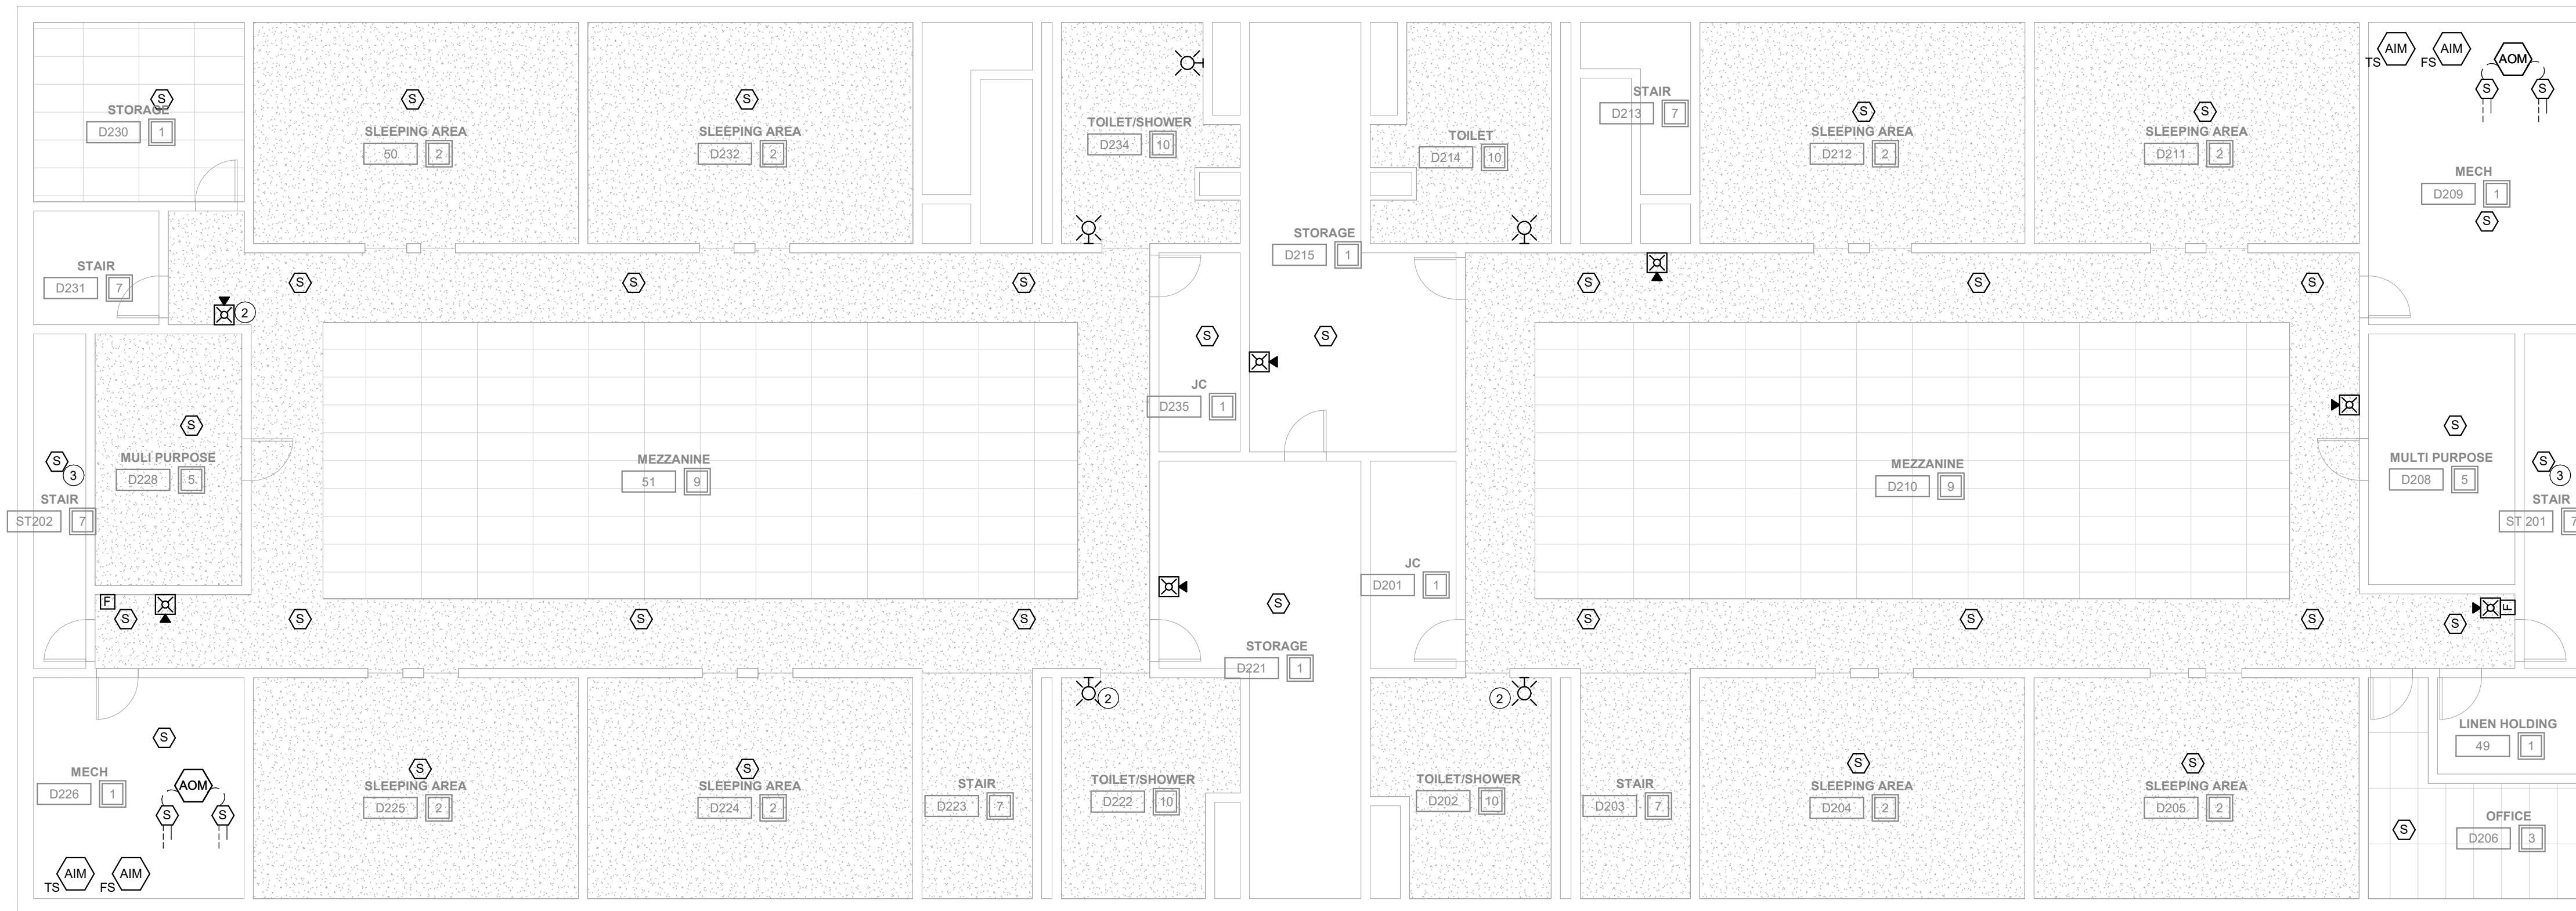 S
STORAGE
D230 1
S
SLEEPING AREA
50 2
S
SLEEPING AREA
D232 2
TOILET/SHOWER
D234 10
TOILET
D214 10
STAIR
D213 7
S
SLEEPING AREA
D212 2
S
SLEEPING AREA
D211 2
AIM
TS
AIM
FS
AOM
S S
MECH
D209 1
S
STAIR
D231 7
2
S
S
S
STORAGE
D215 1
S
S
S
S
S
JC
D235 1
S
3
STAIR
ST202 7
S
MULI PURPOSE
D228 5
MEZZANINE
51 9
MEZZANINE
D210 9
S
MULTI PURPOSE
D208 5
S
3
STAIR
ST 201 7
F
S
S
S
S
S
STORAGE
D221 1
JC
D201 1
S
S
S
S
F
S
MECH
D226 1
AOM
S S
AIM
TS
AIM
FS
S
SLEEPING AREA
D225 2
S
SLEEPING AREA
D224 2
STAIR
D223 7
2
TOILET/SHOWER
D222 10
2
TOILET/SHOWER
D202 10
STAIR
D203 7
S
SLEEPING AREA
D204 2
S
SLEEPING AREA
D205 2
LINEN HOLDING
49 1
S
OFFICE
D206 3